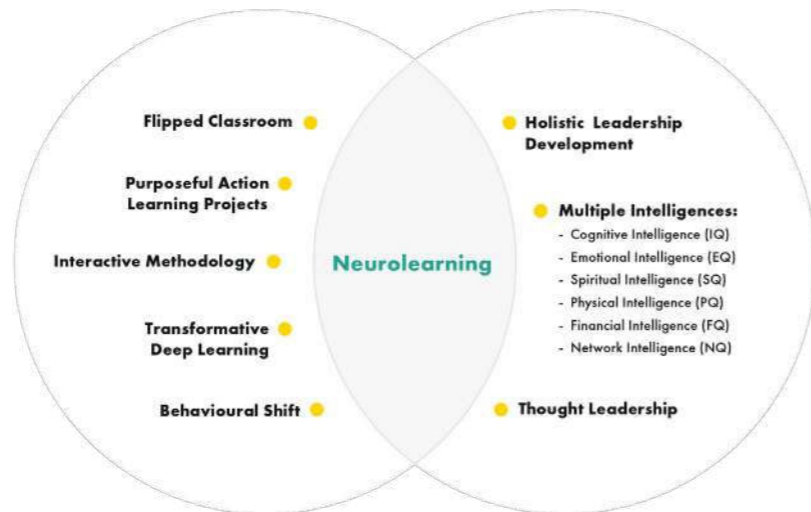 Flipped Classroom
Purposeful Action
Learning Projects
Interactive Methodology
Transformative
Deep Learning
Behavioural Shift
Neurolearning
Holistic Leadership
Development
Multiple Intelligences:
- Cognitive Intelligence (IQ)
- Emotional Intelligence (EQ)
- Spiritual Intelligence (SQ)
- Physical Intelligence (PQ)
- Financial Intelligence (FQ)
- Network Intelligence (NQ)
Thought Leadership